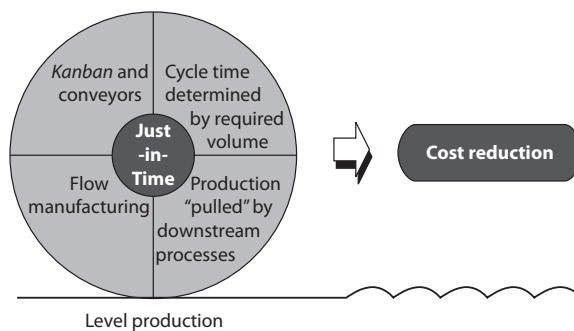 Kanban and
conveyors
Cycle time
determined
by required
volume
Just
-in-
Time
Flow
manufacturing
Production
“pulled” by
downstream
processes
Cost reduction
Level production